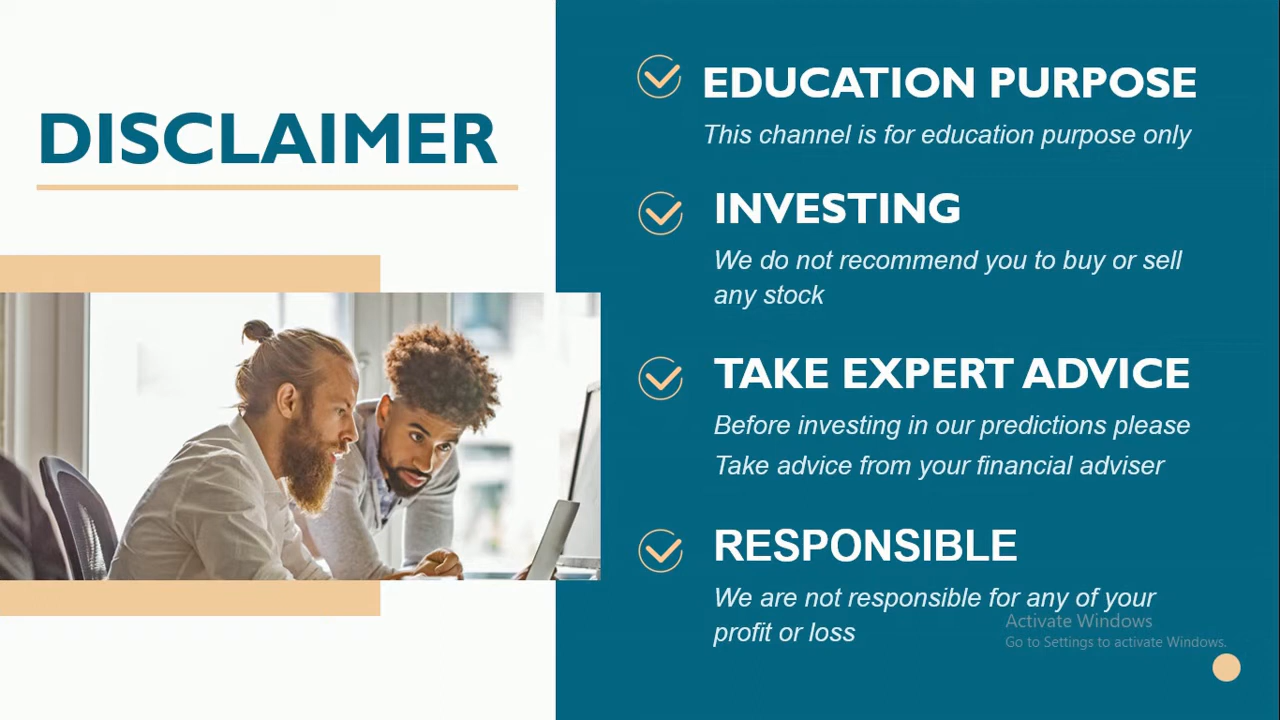 DISCLAIMER
EDUCATION PURPOSE
This channel is for education purpose only
INVESTING
We do not recommend you to buy or sell
any stock
TAKE EXPERT ADVICE
Before investing in our predictions please
Take advice from your financial adviser
RESPONSIBLE
We are not responsible for any of your
profit or loss
Activate Windows
Go to Settings to activate Windows.